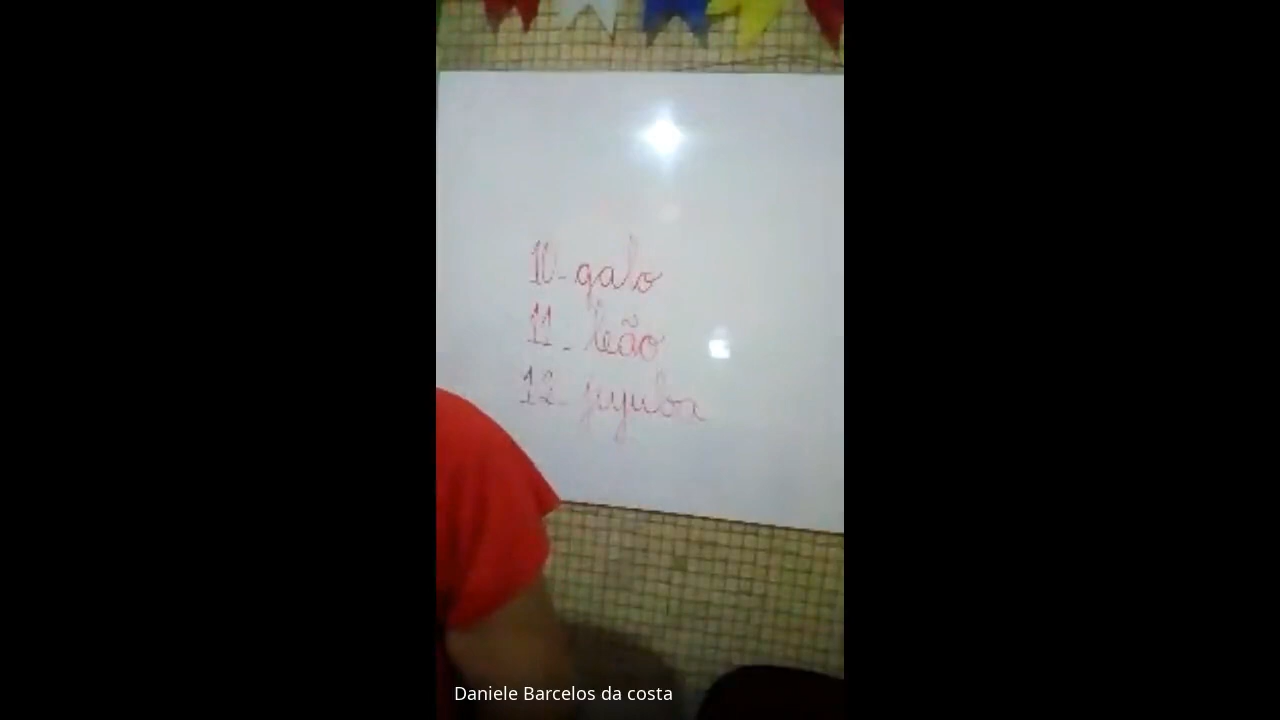 10- galo
11- leão
12- jujuba
Daniele Barcelos da costa